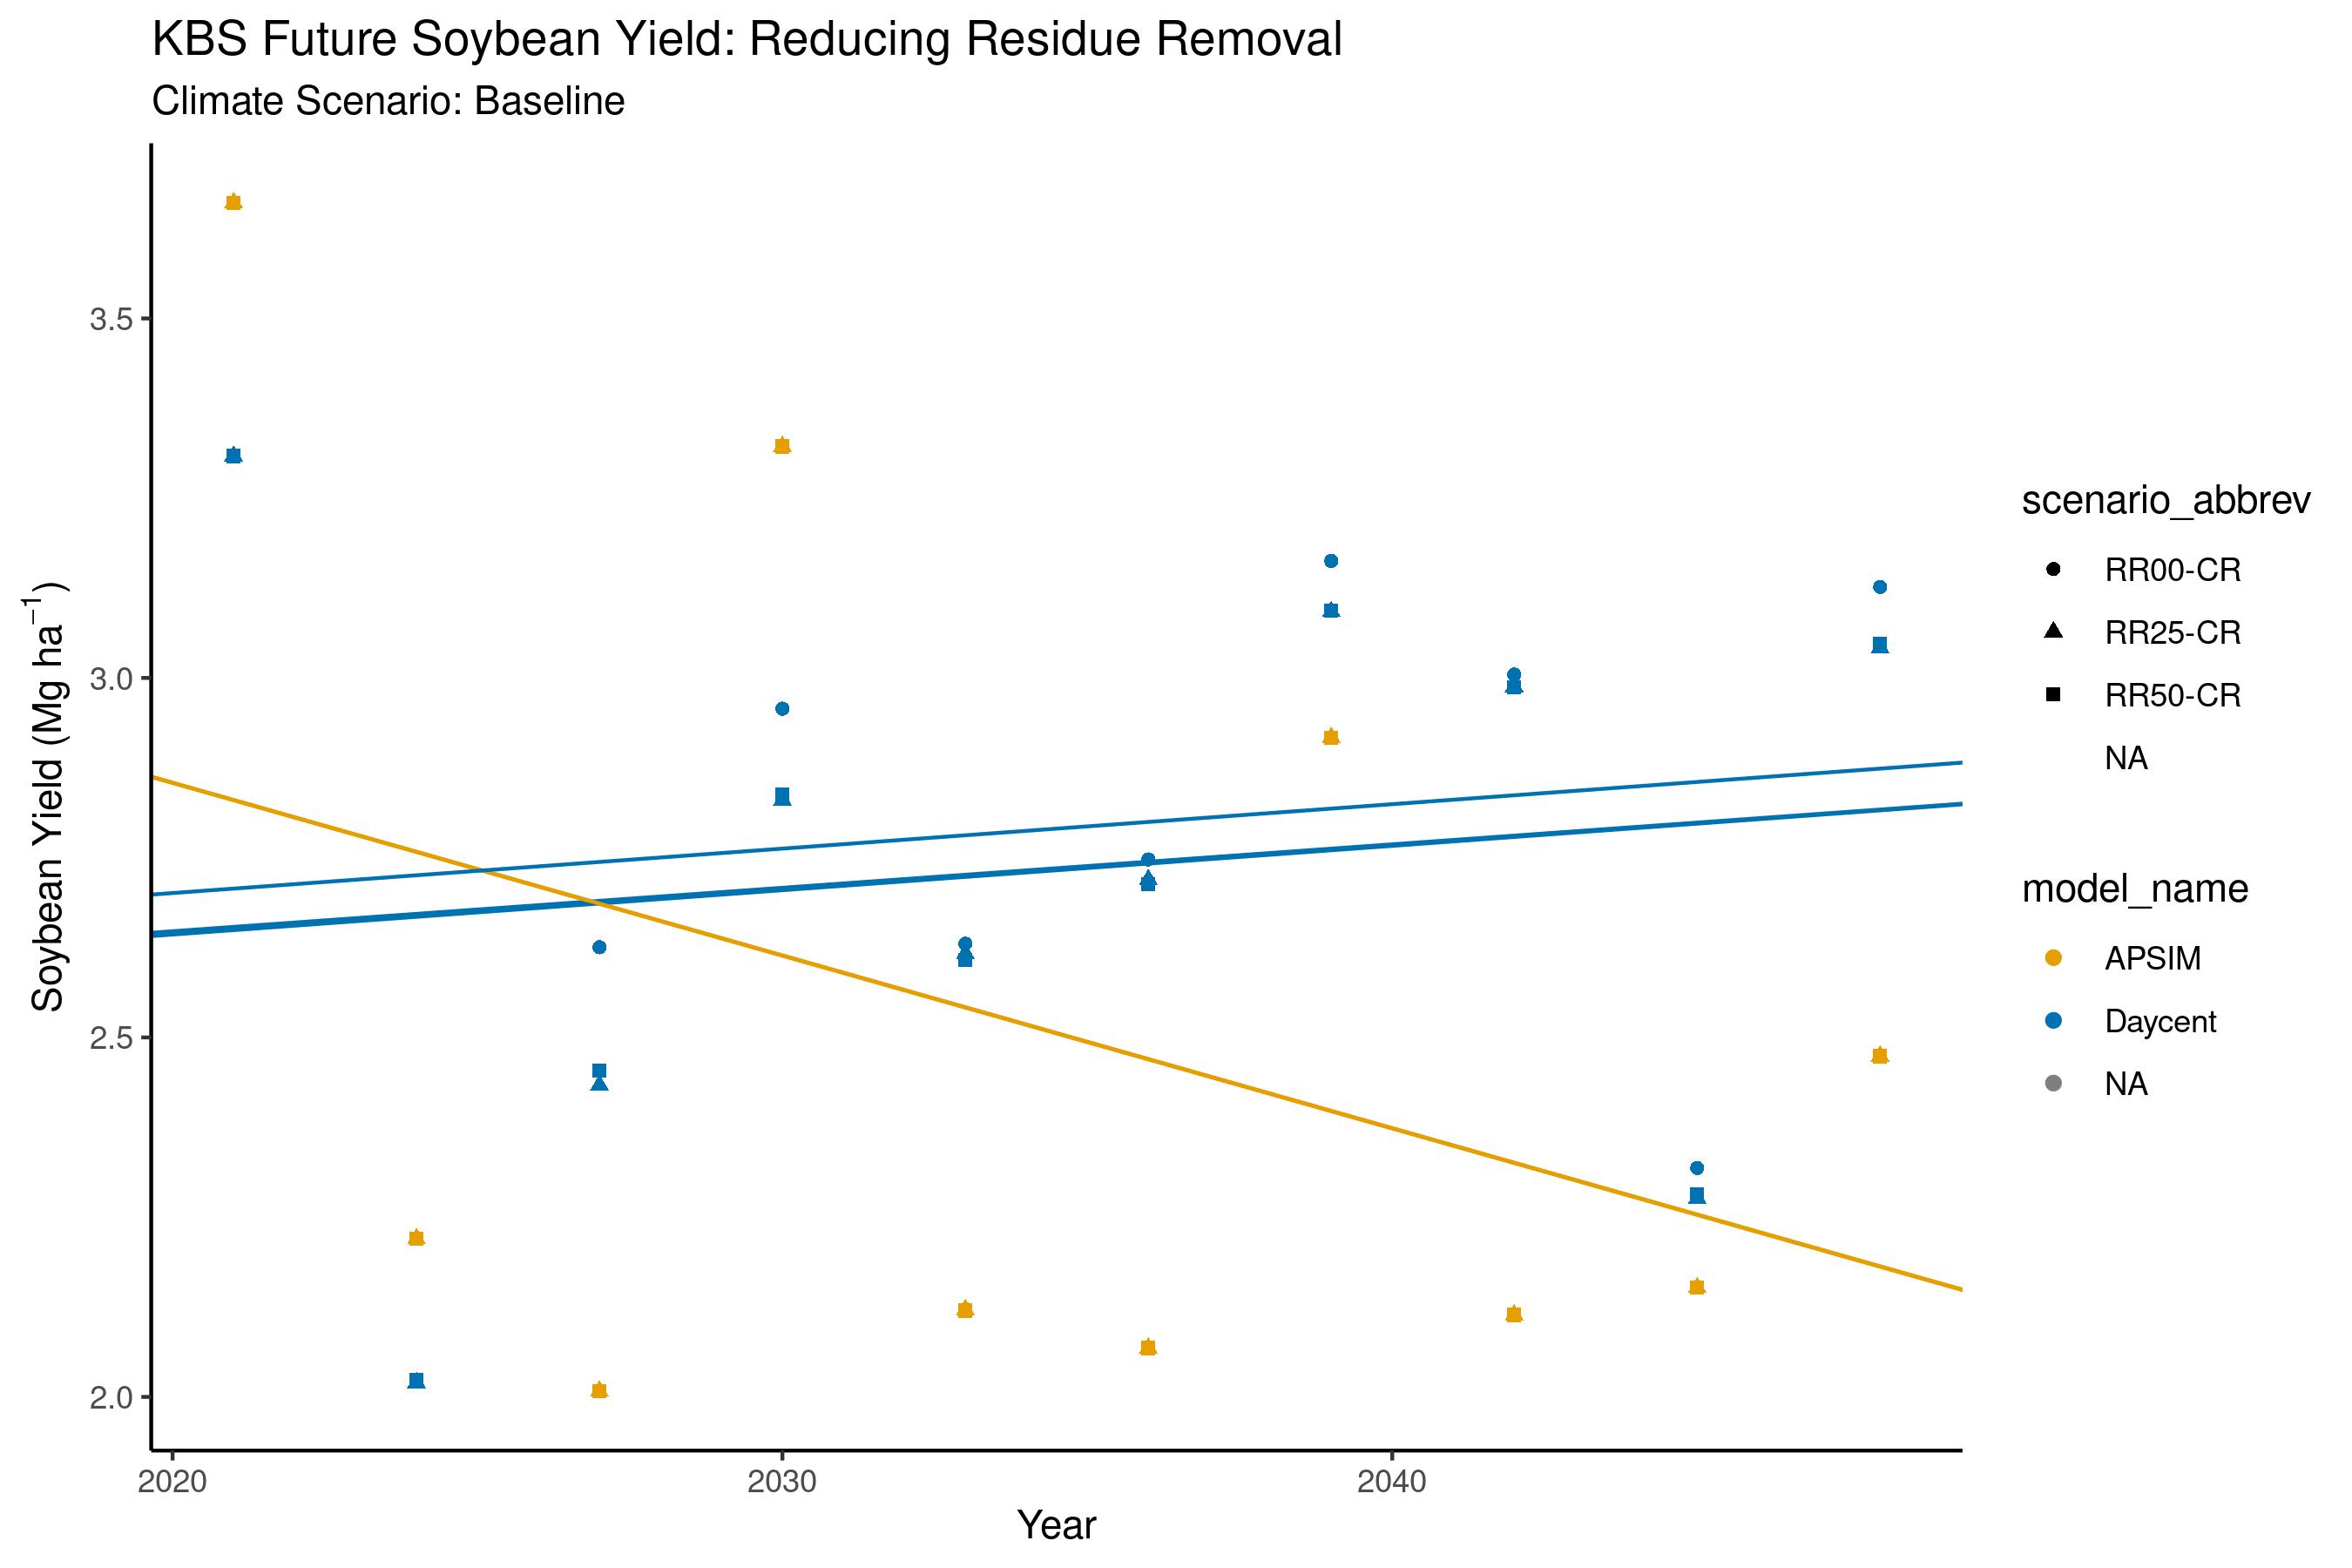 KBS Future Soybean Yield: Reducing Residue Removal
Climate Scenario: Baseline
Soybean Yield (Mg ha⁻¹)
3.5
3.0
2.5
2.0
2020
2030
2040
Year
scenario_abbrev
RR00-CR
RR25-CR
RR50-CR
NA
model_name
APSIM
Daycent
NA